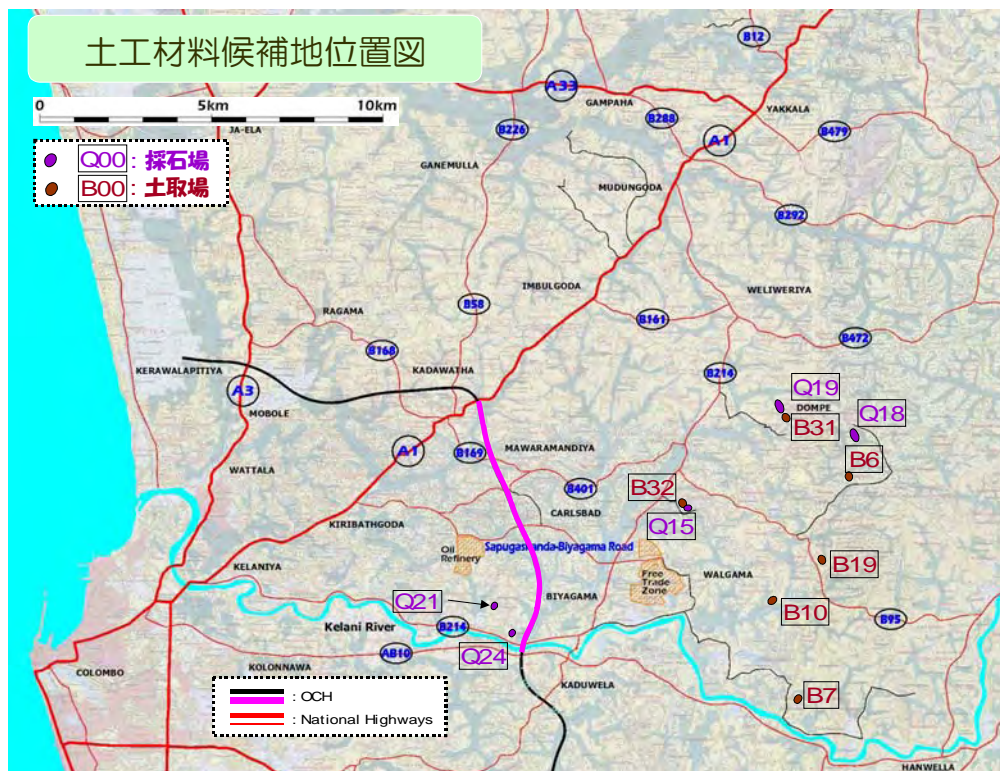 土工材料候補地位置図
0 5km 10km
Q00 : 採石場
B00 : 土取場
B12
A33
GAMPAHA
YAKKALA
JA-ELA
B226
B288
A1
B479
GANEMULLA
MUDUNGODA
B292
IMBULGODA
WELIWERIYA
B58
B161
RAGAMA
B168
B472
KERAWALAPITIYA
KADAWATHA
B214
A3
MOBOLE
Q19
DOMPE
Q18
B31
A1
B169
MAWARAMANDIYA
B6
WATTALA
B401
B32
CARLSBAD
Q15
KIRIBATHGODA
Oil
Refinery
Sapugaskanda-Biyagama Road
B19
KELANIYA
Free
Trade
Zone
WALGAMA
Q21
BIYAGAMA
B10
Kelani River
B214
B95
Q24
AB10
COLOMBO
KOLONNAWA
KADUWELA
B7
: OCH
: National Highways
HANWELLA